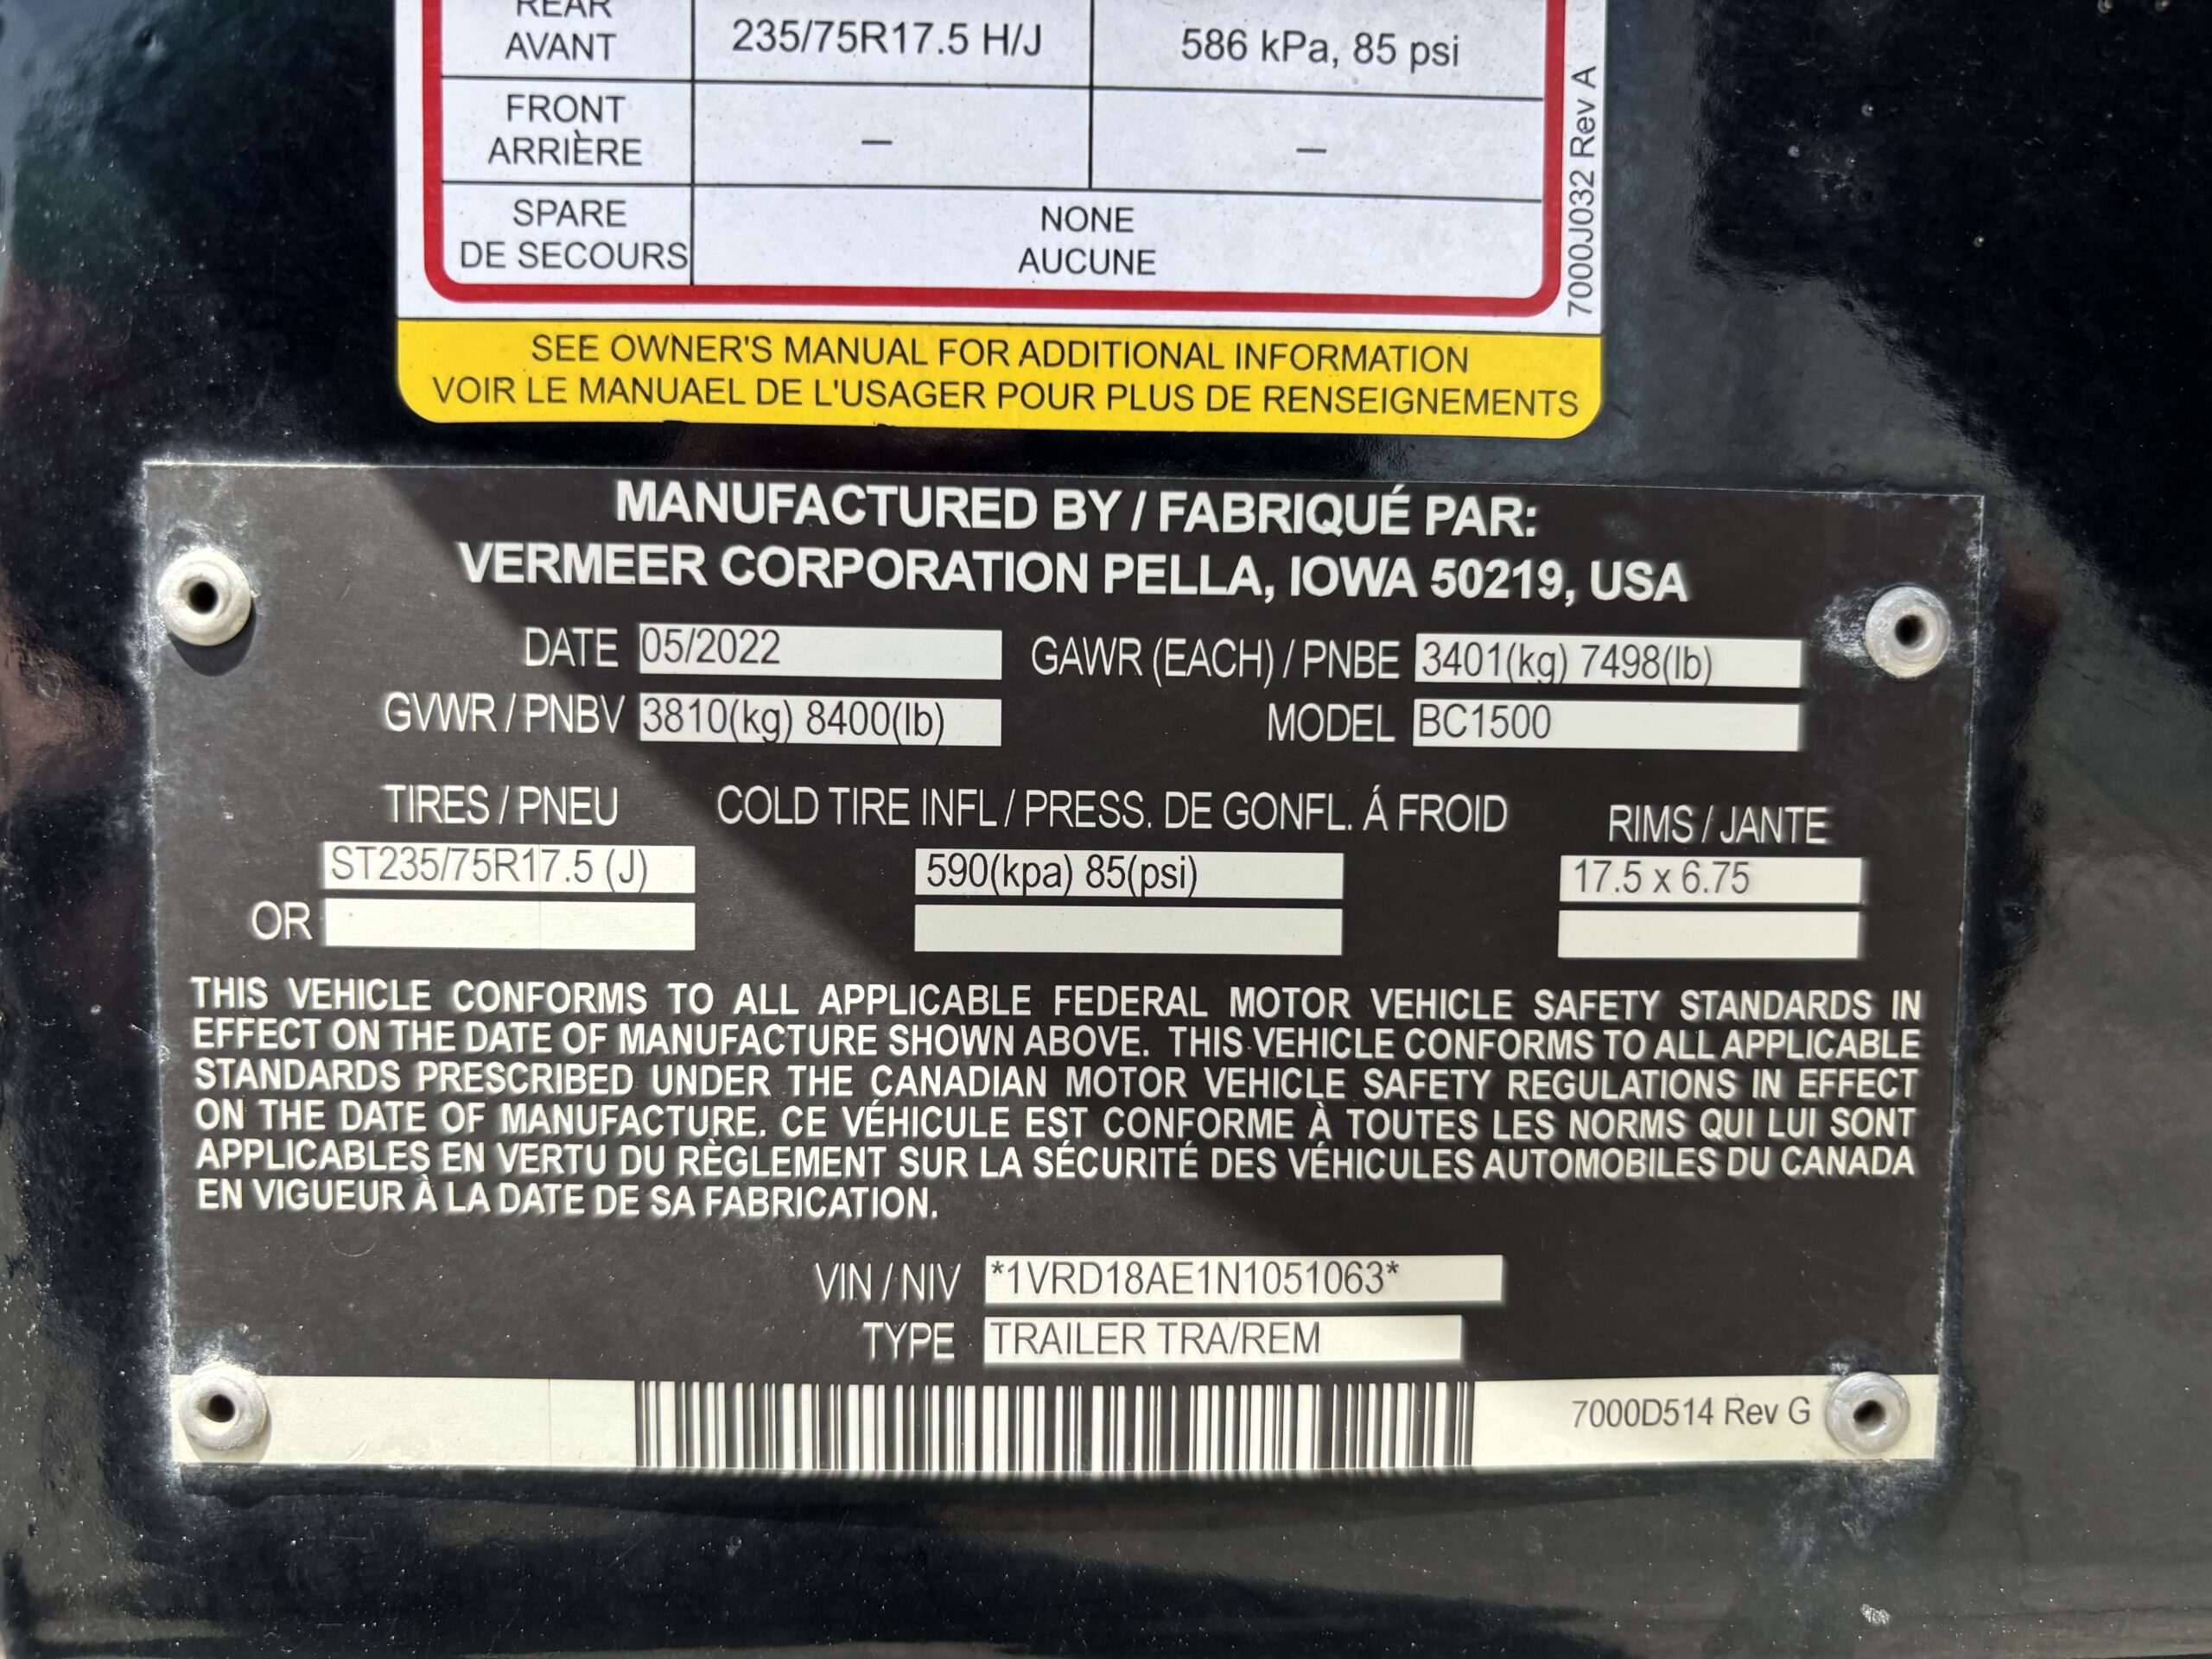 REAR
AVANT
235/75R17.5 H/J
586 kPa, 85 psi
FRONT
ARRIÈRE
–
–
SPARE
DE SECOURS
NONE
AUCUNE
7000J032 Rev A
SEE OWNER'S MANUAL FOR ADDITIONAL INFORMATION
VOIR LE MANUAEL DE L'USAGER POUR PLUS DE RENSEIGNEMENTS
MANUFACTURED BY / FABRIQUÉ PAR:
VERMEER CORPORATION PELLA, IOWA 50219, USA
DATE 05/2022 GAWR (EACH) / PNBE 3401(kg) 7498(lb)
GVWR / PNBV 3810(kg) 8400(lb) MODEL BC1500
TIRES / PNEU COLD TIRE INFL / PRESS. DE GONFL. Á FROID RIMS / JANTE
ST235/75R17.5 (J) 590(kpa) 85(psi) 17.5 x 6.75
OR
THIS VEHICLE CONFORMS TO ALL APPLICABLE FEDERAL MOTOR VEHICLE SAFETY STANDARDS IN
EFFECT ON THE DATE OF MANUFACTURE SHOWN ABOVE. THIS VEHICLE CONFORMS TO ALL APPLICABLE
STANDARDS PRESCRIBED UNDER THE CANADIAN MOTOR VEHICLE SAFETY REGULATIONS IN EFFECT
ON THE DATE OF MANUFACTURE. CE VÉHICULE EST CONFORME À TOUTES LES NORMS QUI LUI SONT
APPLICABLES EN VERTU DU RÈGLEMENT SUR LA SÉCURITÉ DES VÉHICULES AUTOMOBILES DU CANADA
EN VIGUEUR À LA DATE DE SA FABRICATION.
VIN / NIV *1VRD18AE1N1051063*
TYPE TRAILER TRA/REM
7000D514 Rev G